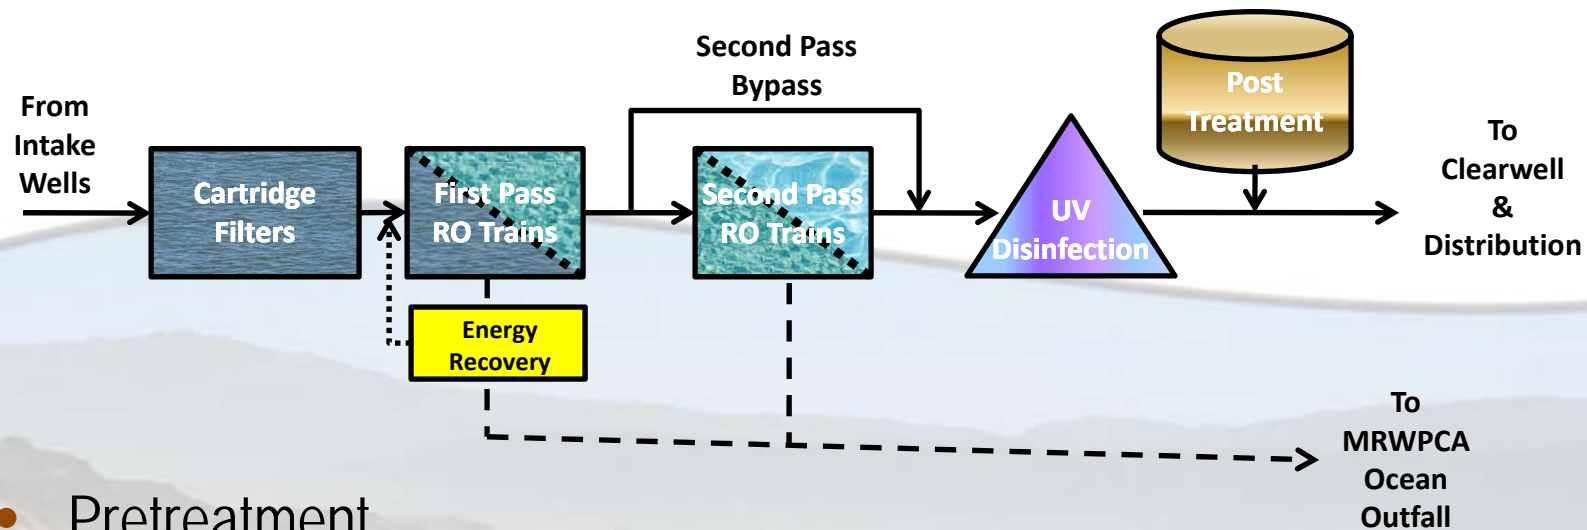 From
Intake
Wells
Cartridge
Filters
First Pass
RO Trains
Energy
Recovery
Second Pass
Bypass
Second Pass
RO Trains
UV
Disinfection
Post
Treatment
To
Clearwell
&
Distribution
To
MRWPCA
Ocean
Outfall
• Pretreatment